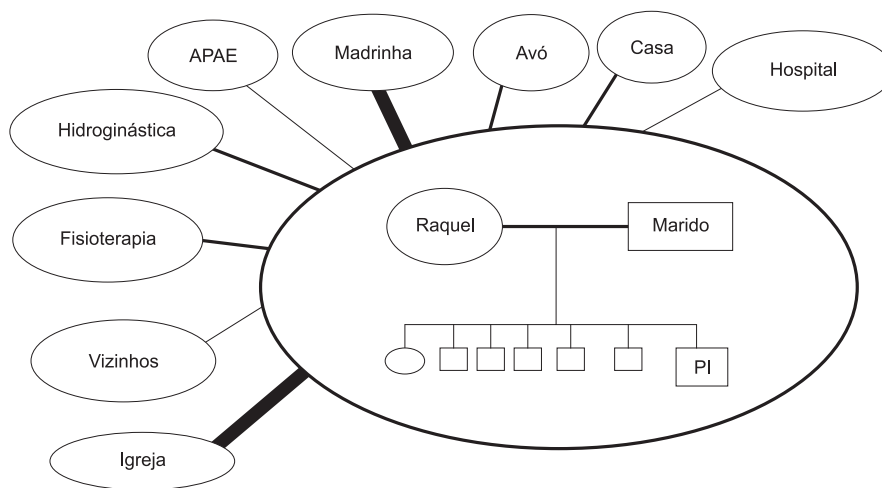 APAE
Madrinha
Avó
Casa
Hospital
Hidroginástica
Fisioterapia
Vizinhos
Igreja
Raquel
Marido
PI